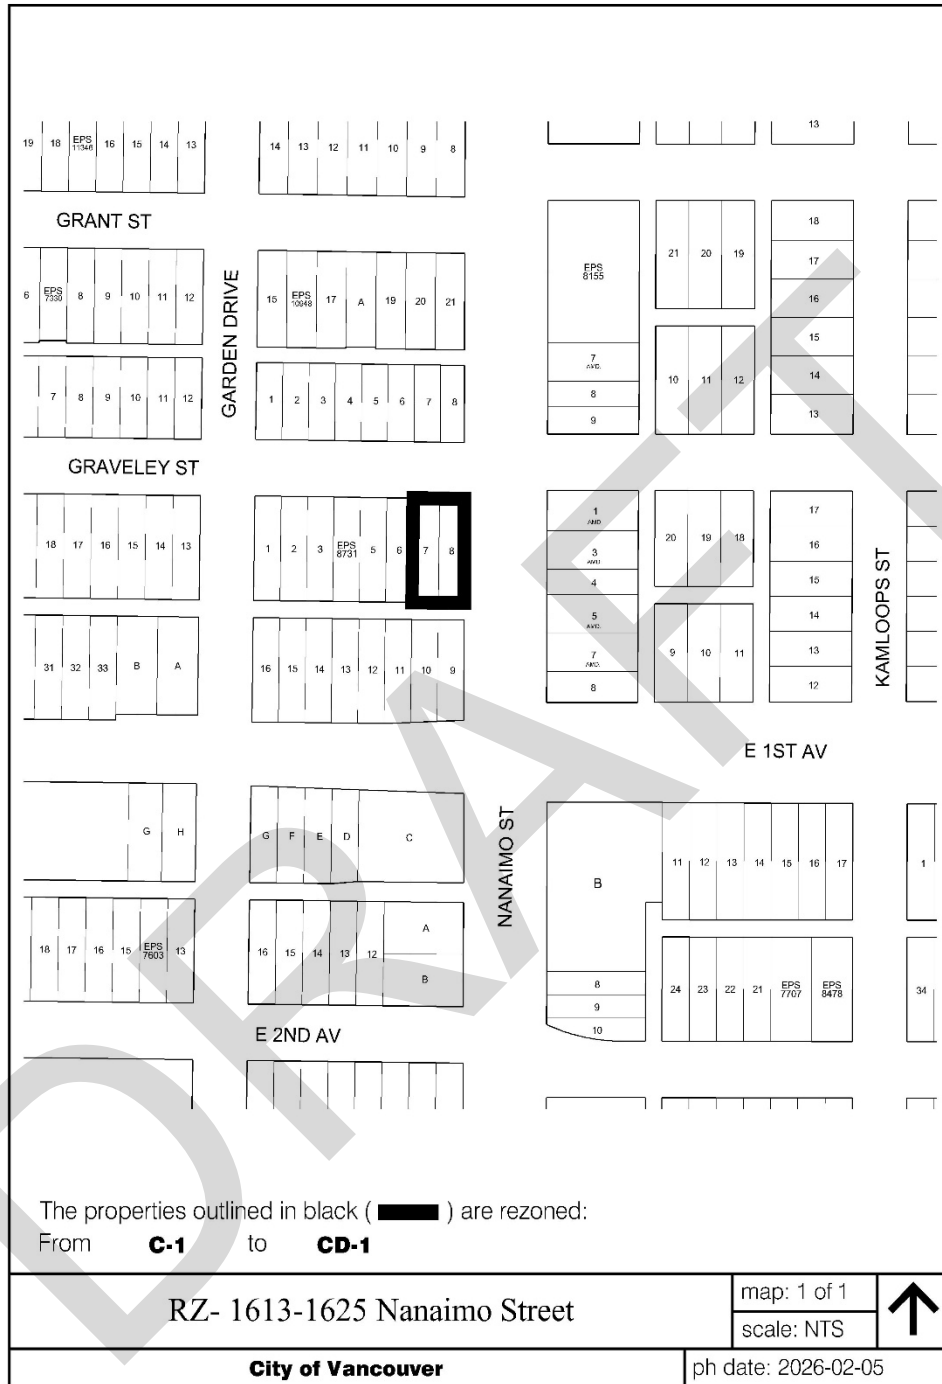 13
19 18 EPS 11346 16 15 14 13
14 13 12 11 10 9 8
GRANT ST
18
21 20 19
17
EPS 8155
16
6 EPS 7330 8 9 10 11 12
15 EPS 10948 17 A 19 20 21
GARDEN DRIVE
15
7 AMD.
14
8
9
13
7 8 9 10 11 12
1 2 3 4 5 6 7 8
10 11 12
GRAVELEY ST
1 AMD
3 AMD
4
5 AMD.
7 AMD.
8
17
16
15
14
13
12
18 17 16 15 14 13
1 2 3 EPS 8731 5 6 7 8
20 19 18
31 32 33 B A
16 15 14 13 12 11 10 9
9 10 11
KAMLOOPS ST
E 1ST AV
G H
G F E D C
NANAIMO ST
B
11 12 13 14 15 16 17
1
18 17 16 15 EPS 7603 13
16 15 14 13 12
A
B
8
9
10
24 23 22 21 EPS 7707 EPS 8478
34
E 2ND AV
DRAFT
The properties outlined in black ( ) are rezoned:
From C-1 to CD-1
RZ- 1613-1625 Nanaimo Street
map: 1 of 1
scale: NTS
City of Vancouver
ph date: 2026-02-05